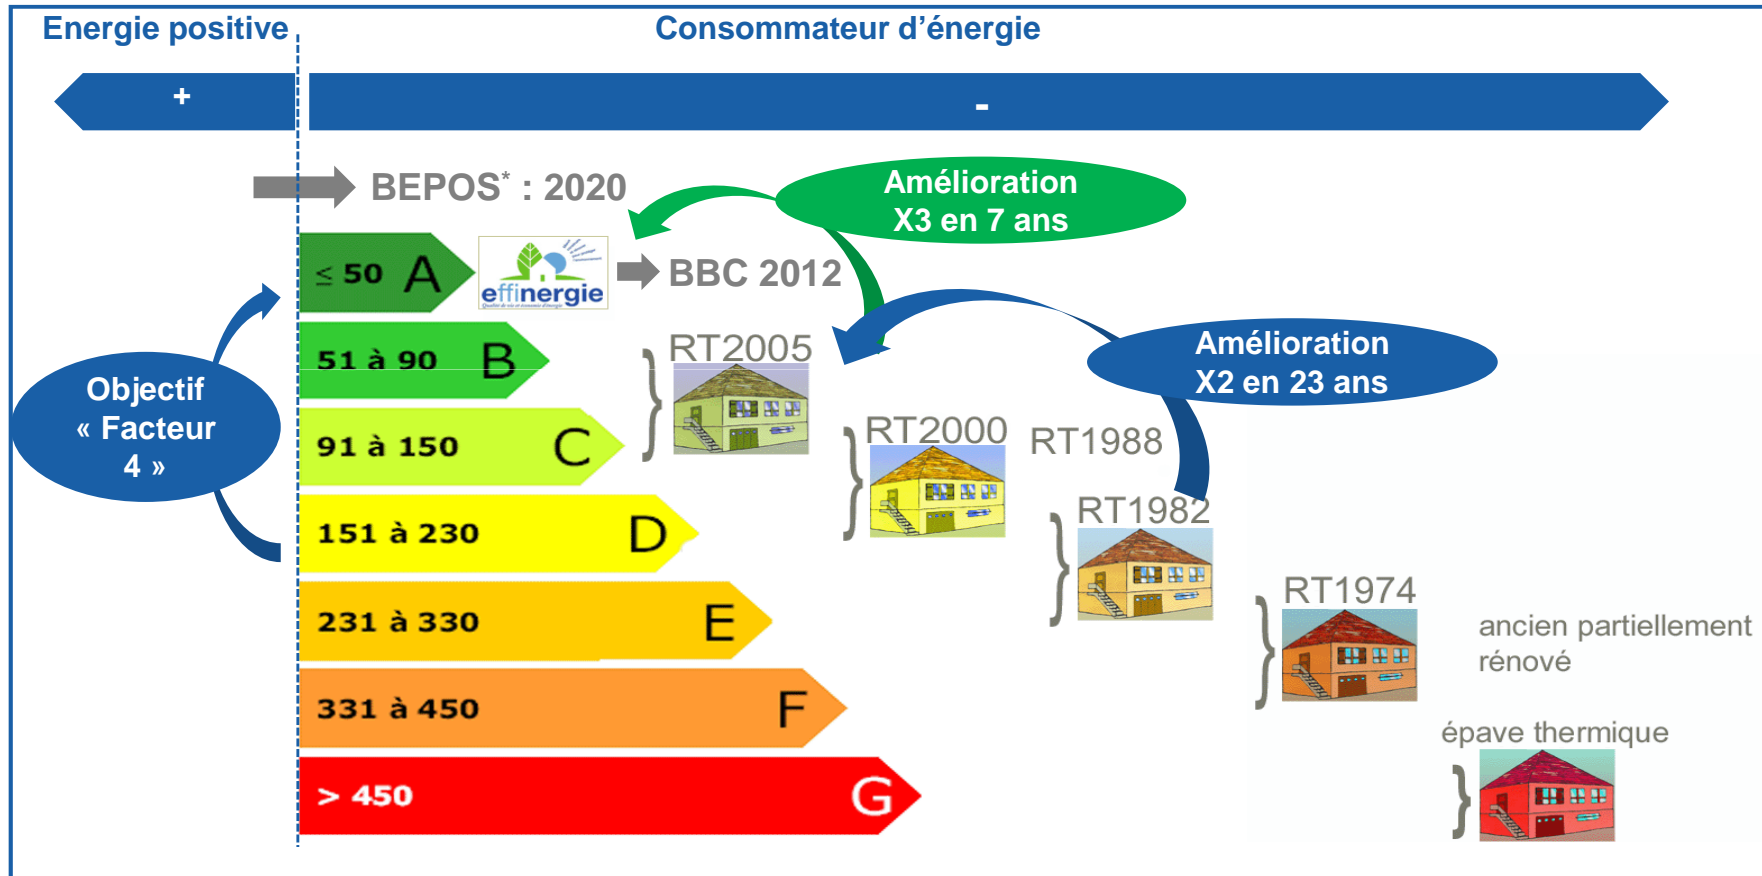 Energie positive
Consommateur d'énergie
+
-
BEPOS* : 2020
Amélioration
X3 en 7 ans
≤ 50 A
effinergie
BBC 2012
51 à 90 B
RT2005
Amélioration
X2 en 23 ans
Objectif
« Facteur
4 »
91 à 150 C
RT2000
RT1988
151 à 230 D
RT1982
231 à 330 E
RT1974
ancien partiellement
rénové
331 à 450 F
épave thermique
> 450 G